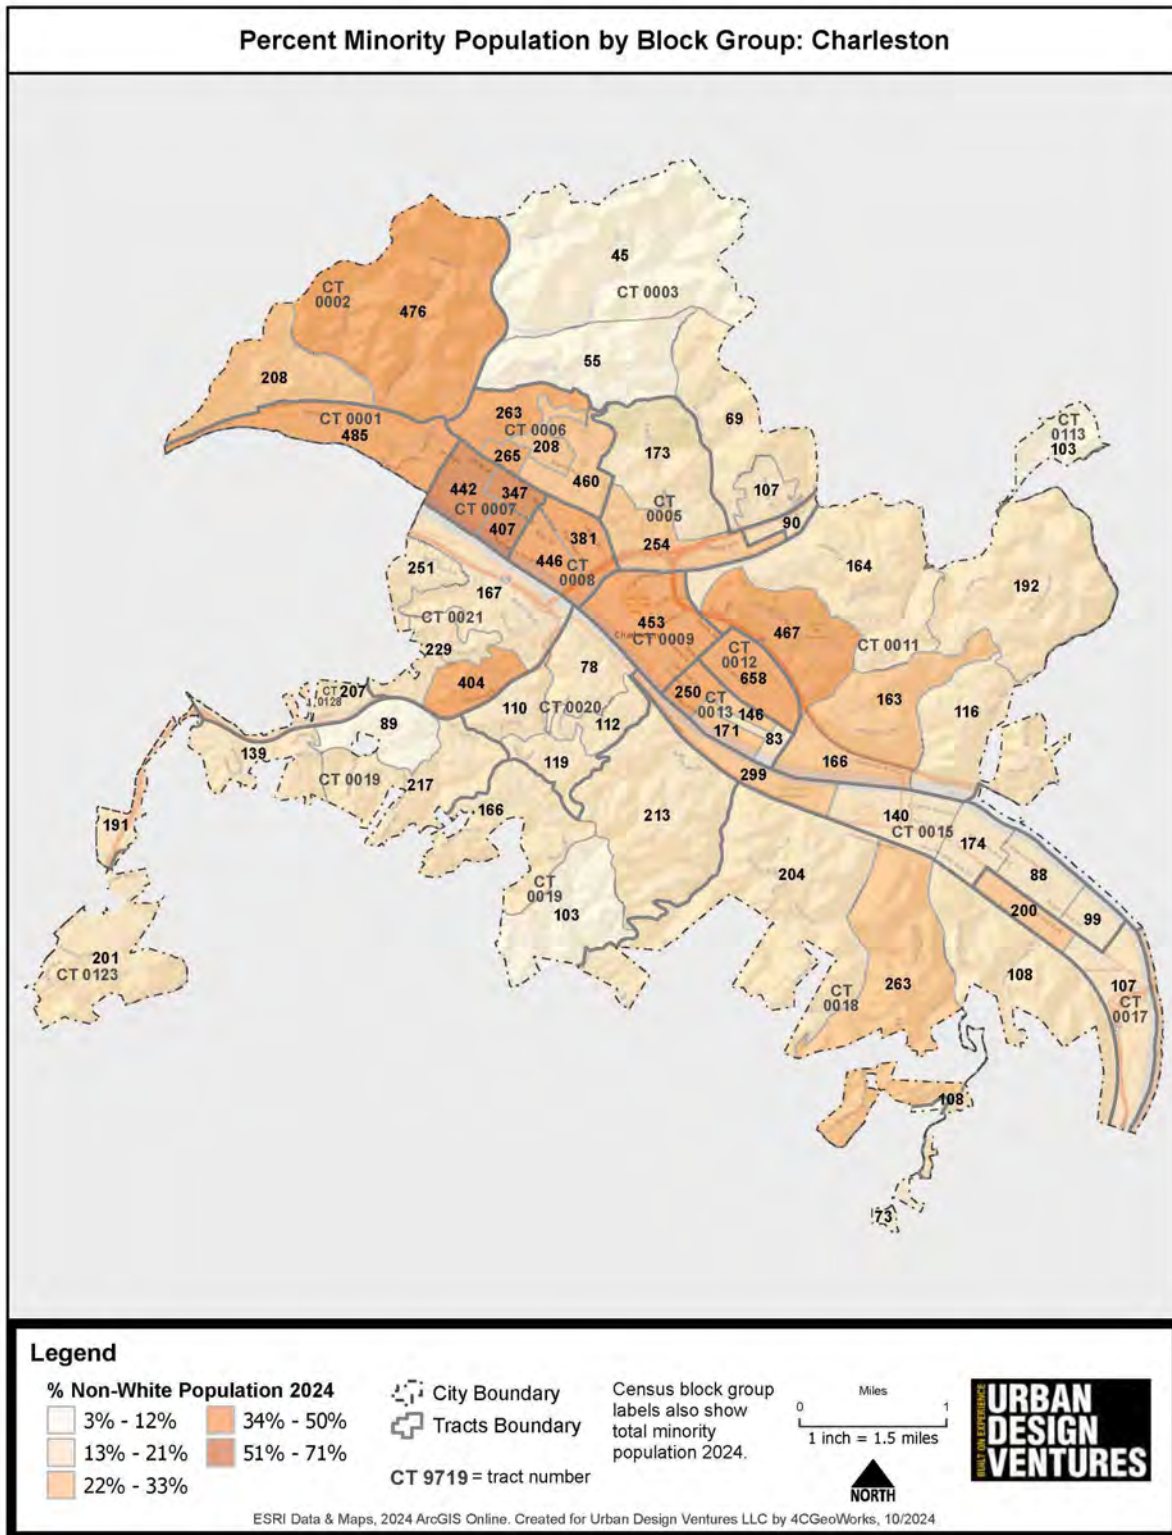 Percent Minority Population by Block Group: Charleston
45
CT 0003
CT
0002
476
55
208
69
CT
0113
103
263
CT 0001
CT 0006
485
208
173
265
460
107
442
347
CT 0007
CT
0005
90
407
381
254
446
CT
0008
164
251
167
192
453
467
CT 0009
CT 0021
CT 0011
229
CT
0012
78
404
658
163
207
CT
0128
250
110
CT 0020
CT
0013
146
116
89
112
171
83
139
119
166
CT 0019
299
217
191
166
213
140
CT 0015
174
204
88
CT
0019
103
200
99
201
CT 0123
108
263
CT
0018
107
CT
0017
108
73
Legend
% Non-White Population 2024
3% - 12%
13% - 21%
22% - 33%
34% - 50%
51% - 71%
City Boundary
Tracts Boundary
CT 9719 = tract number
Census block group
labels also show
total minority
population 2024.
Miles
0 1
1 inch = 1.5 miles
NORTH
BUILT ON EXPERIENCE
URBAN
DESIGN
VENTURES
ESRI Data & Maps, 2024 ArcGIS Online. Created for Urban Design Ventures LLC by 4CGeoWorks, 10/2024